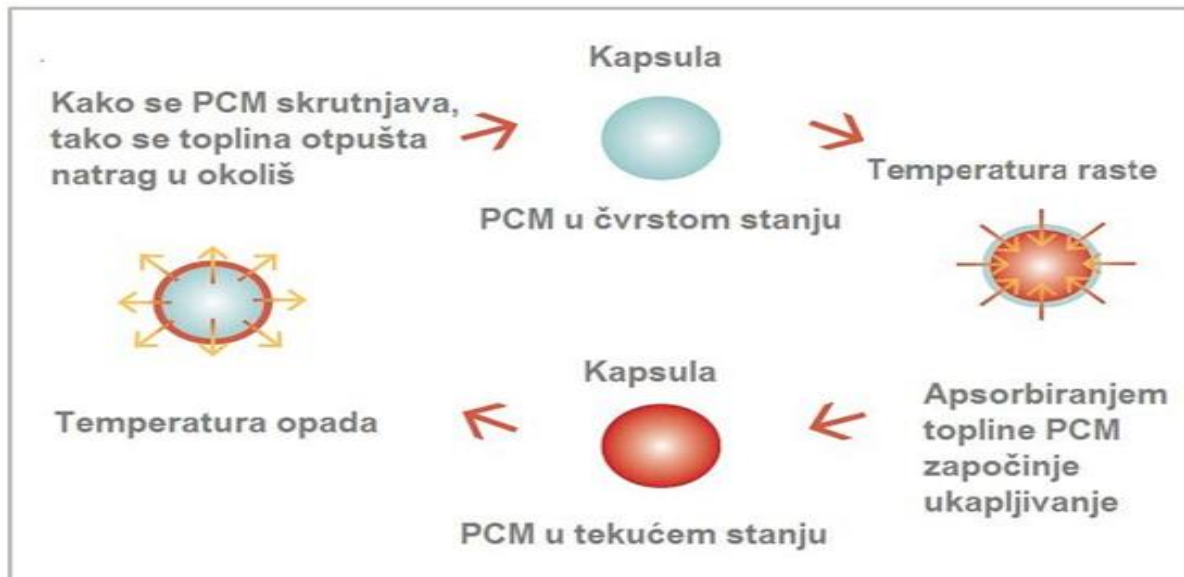 Kapsula
Kako se PCM skrutnjava,
tako se toplina otpušta
natrag u okoliš
Temperatura raste
PCM u čvrstom stanju
Kapsula
Temperatura opada
Apsorbiranjem
topline PCM
započinje
ukapljivanje
PCM u tekućem stanju